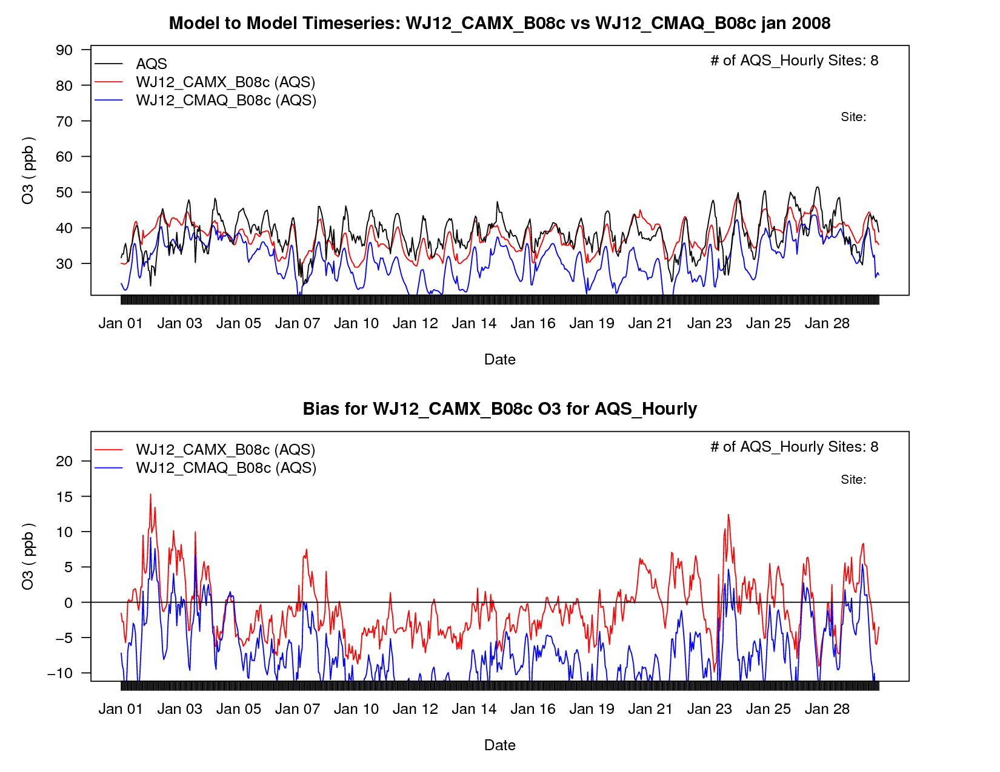 Model to Model Timeseries: WJ12_CAMX_B08c vs WJ12_CMAQ_B08c jan 2008
90
80
70
60
50
40
30
O3 ( ppb )
AQS
WJ12_CAMX_B08c (AQS)
WJ12_CMAQ_B08c (AQS)
# of AQS_Hourly Sites: 8
Site:
Jan 01 Jan 03 Jan 05 Jan 07 Jan 10 Jan 12 Jan 14 Jan 16 Jan 19 Jan 21 Jan 23 Jan 25 Jan 28
Date
Bias for WJ12_CAMX_B08c O3 for AQS_Hourly
20
15
10
5
0
−5
−10
O3 ( ppb )
WJ12_CAMX_B08c (AQS)
WJ12_CMAQ_B08c (AQS)
# of AQS_Hourly Sites: 8
Site:
Jan 01 Jan 03 Jan 05 Jan 07 Jan 10 Jan 12 Jan 14 Jan 16 Jan 19 Jan 21 Jan 23 Jan 25 Jan 28
Date